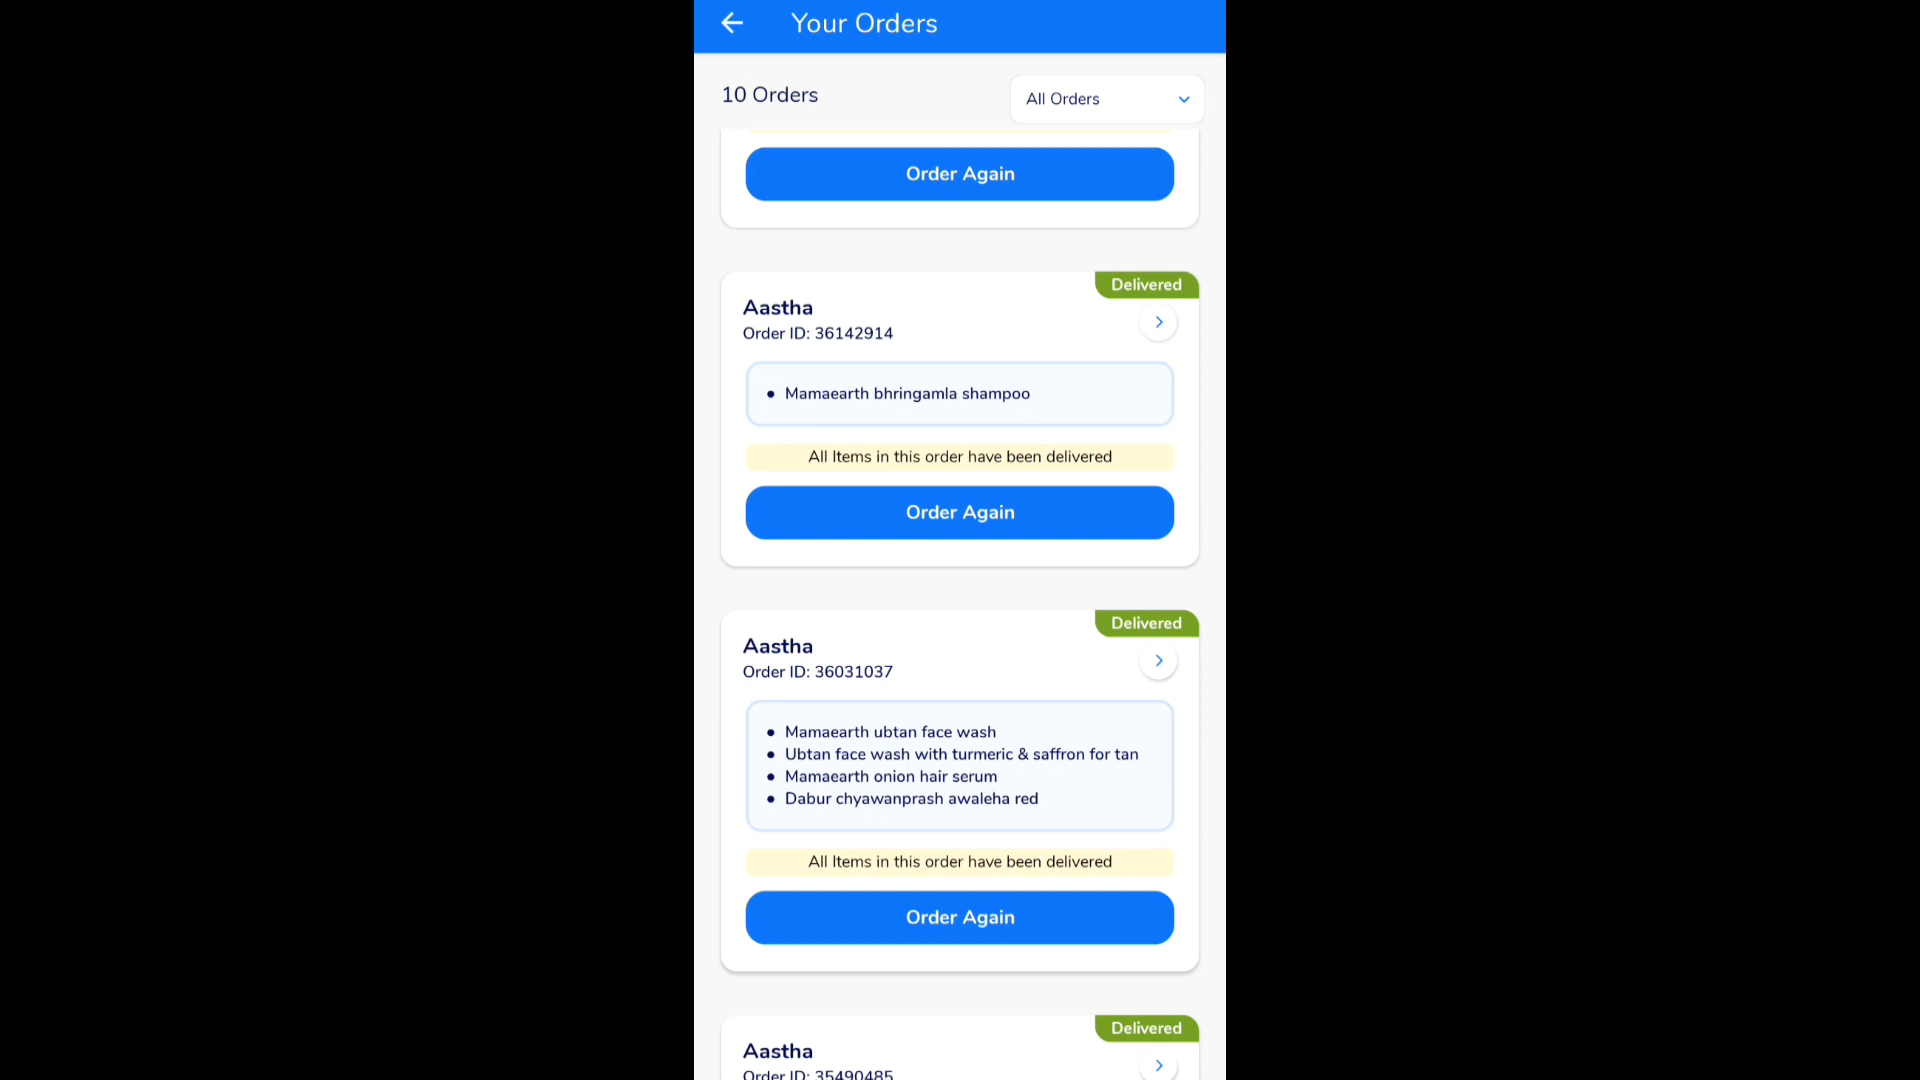 Your Orders
10 Orders
All Orders
Order Again
Delivered
Aastha
Order ID: 36142914
• Mamaearth bhringamla shampoo
All Items in this order have been delivered
Order Again
Delivered
Aastha
Order ID: 36031037
• Mamaearth ubtan face wash
• Ubtan face wash with turmeric & saffron for tan
• Mamaearth onion hair serum
• Dabur chyawanprash awaleha red
All Items in this order have been delivered
Order Again
Delivered
Aastha
Order ID: 35490485